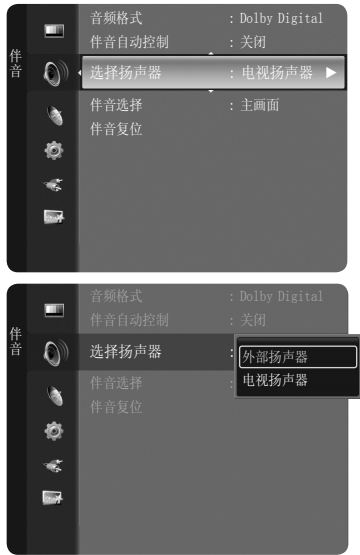 伴音
音频格式 : Dolby Digital
伴音自动控制 : 关闭
选择扬声器 : 电视扬声器 ▶
伴音选择 : 主画面
伴音复位
伴音
音频格式 : Dolby Digital
伴音自动控制 : 关闭
选择扬声器 :
外部扬声器
电视扬声器
伴音选择 :
伴音复位